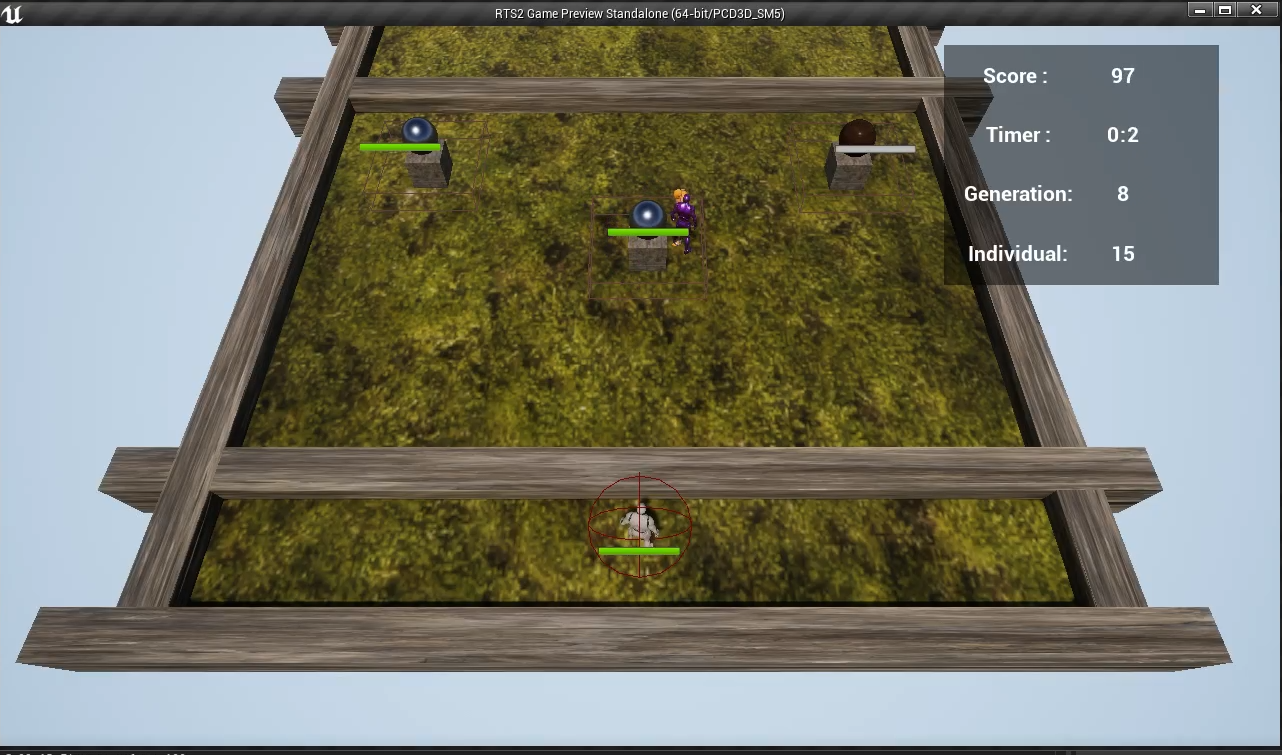 RTS2 Game Preview Standalone (64-bit/PCD3D_SM5)
Score : 97
Timer : 0:2
Generation: 8
Individual: 15